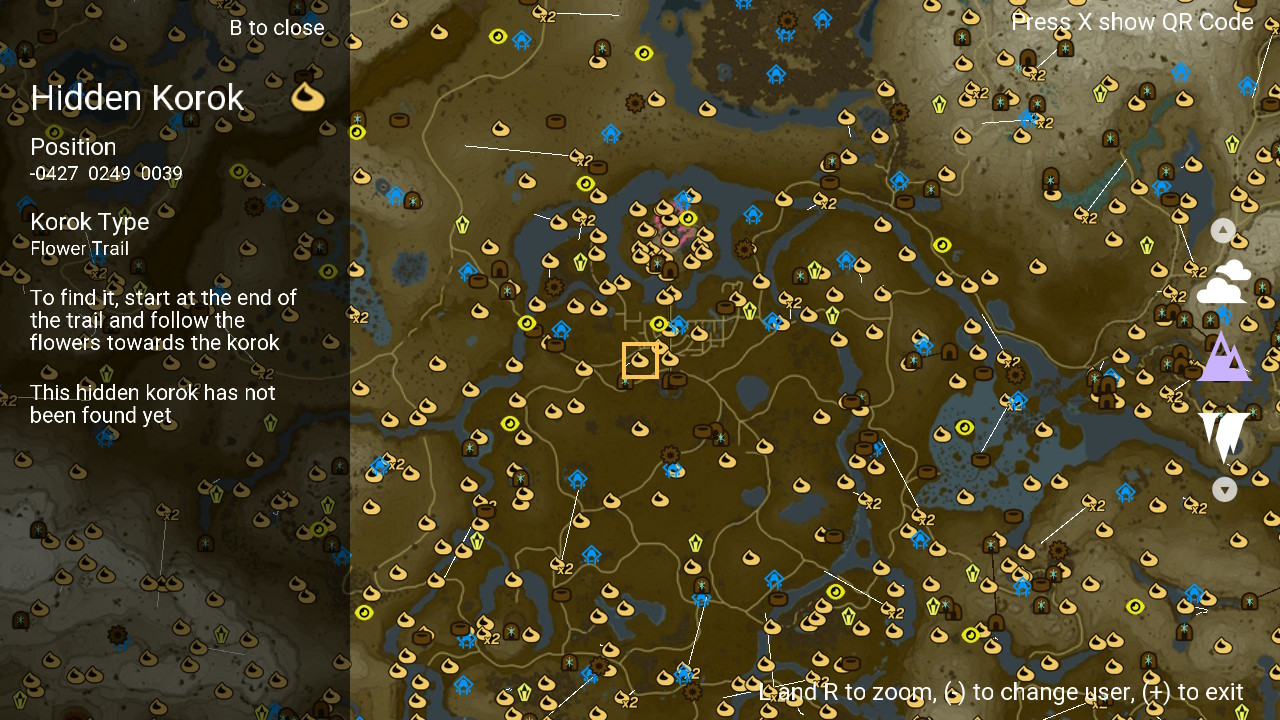 B to close
Press X show QR Code
Hidden Korok
Position
-0427 0249 0039
Korok Type
Flower Trail
To find it, start at the end of
the trail and follow the
flowers towards the korok
This hidden korok has not
been found yet
L and R to zoom, (-) to change user, (+) to exit